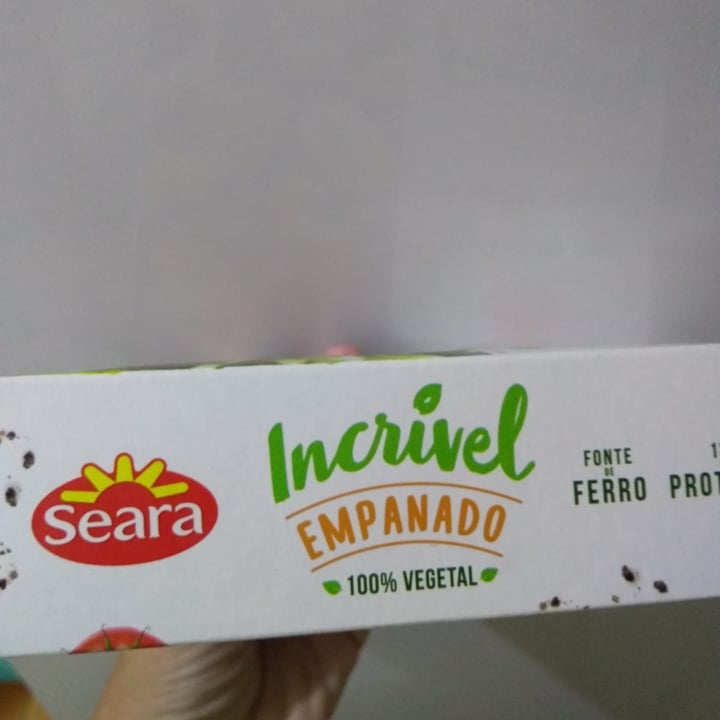 Seara
Incrível
EMPANADO
100% VEGETAL
FONTE
DE
FERRO